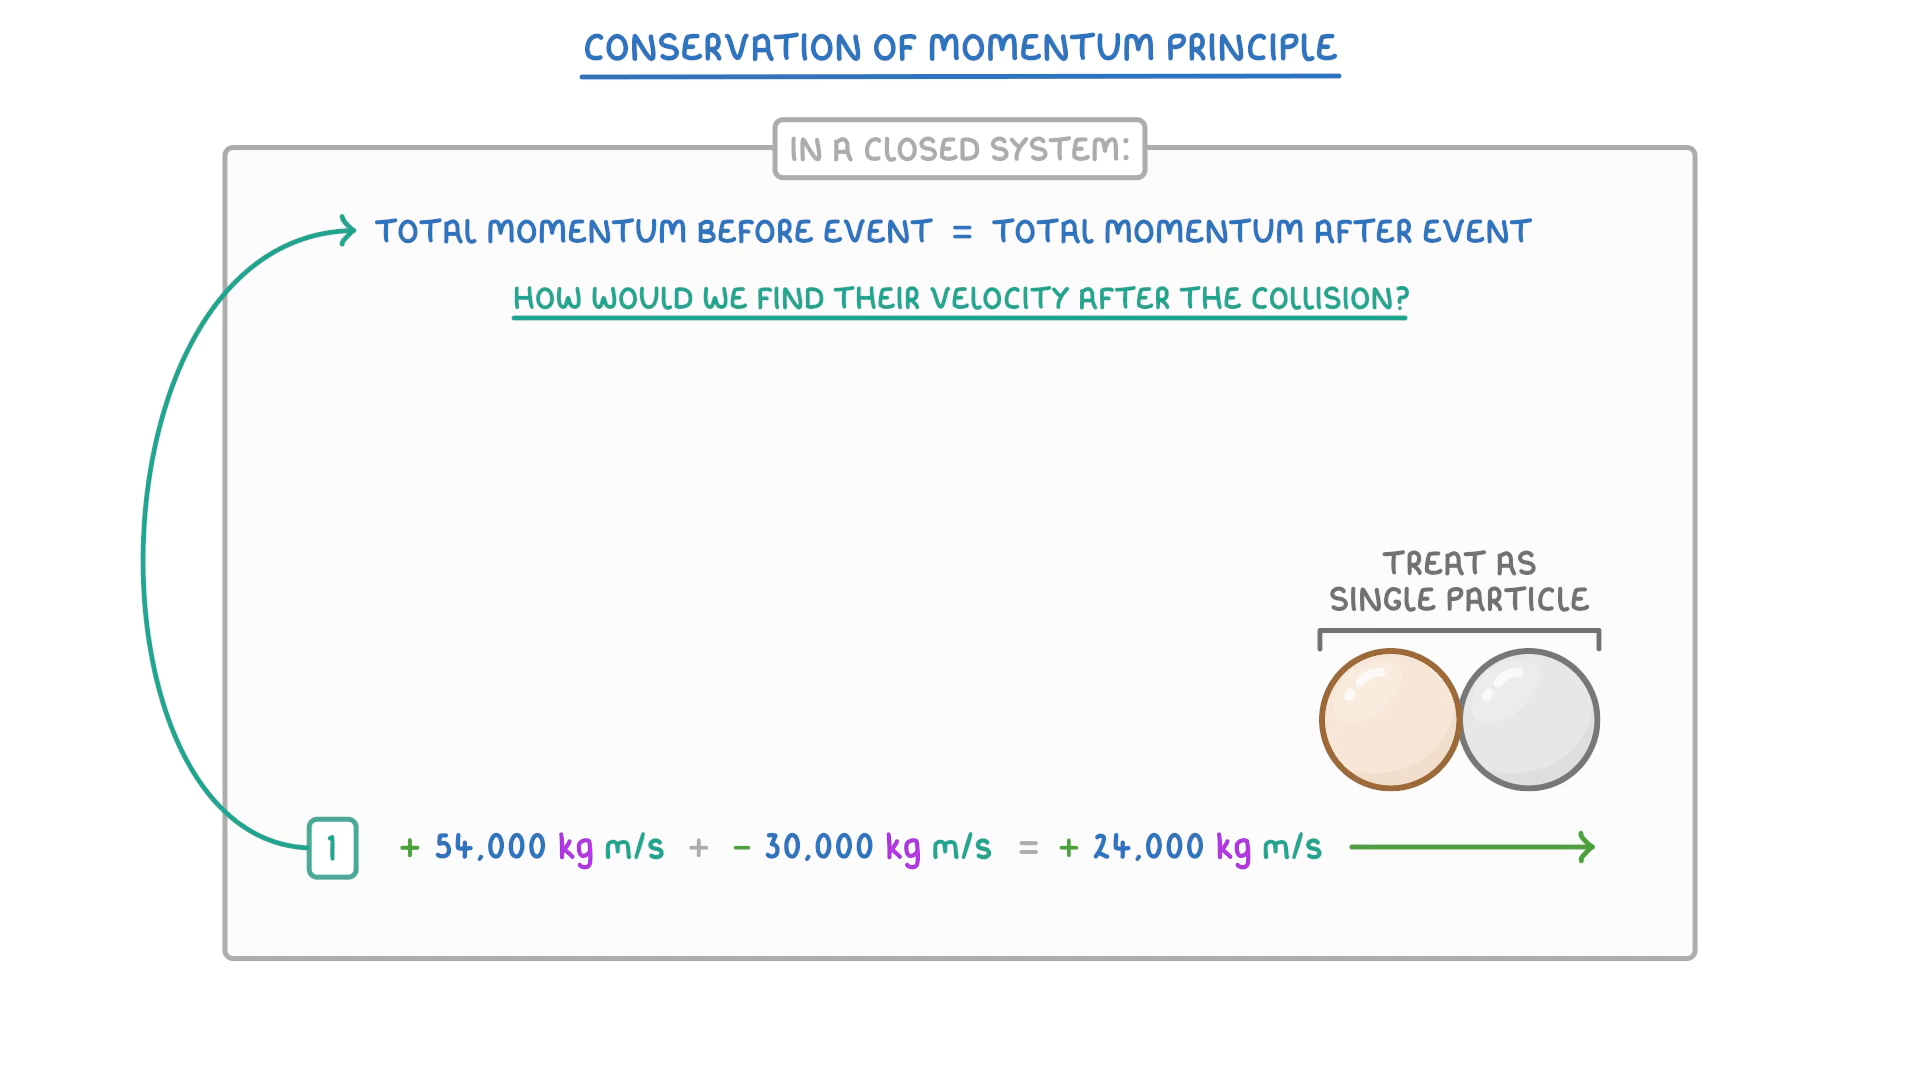 CONSERVATION OF MOMENTUM PRINCIPLE
IN A CLOSED SYSTEM:
TOTAL MOMENTUM BEFORE EVENT = TOTAL MOMENTUM AFTER EVENT
HOW WOULD WE FIND THEIR VELOCITY AFTER THE COLLISION?
TREAT AS
SINGLE PARTICLE
1 + 54,000 kg m/s + - 30,000 kg m/s = + 24,000 kg m/s